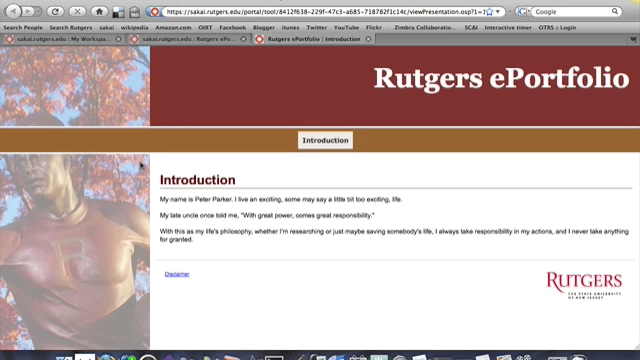 https://sakai.rutgers.edu/portal/tool/8412f638-229f-47c3-a685-718782f1c14c/viewPresentation.osp?1=1
Google
Search People Search Rutgers sakai wikipedia Amazon.com OIRT Facebook Blogger itunes Twitter YouTube Flickr Zimbra Collaboratio... SC&I Interactive timer OTRS :: Login
sakai.rutgers.edu : My Workspa...
sakai.rutgers.edu : Rutgers ePo...
Rutgers ePortfolio | Introduction
Rutgers ePortfolio
Introduction
Introduction
My name is Peter Parker. I live an exciting, some may say a little bit too exciting, life.
My late uncle once told me, "With great power, comes great responsibility."
With this as my life's philosophy, whether I'm researching or just maybe saving somebody's life, I always take responsibility in my actions, and I never take anything
for granted.
Disclaimer
RUTGERS
THE STATE UNIVERSITY
OF NEW JERSEY
R